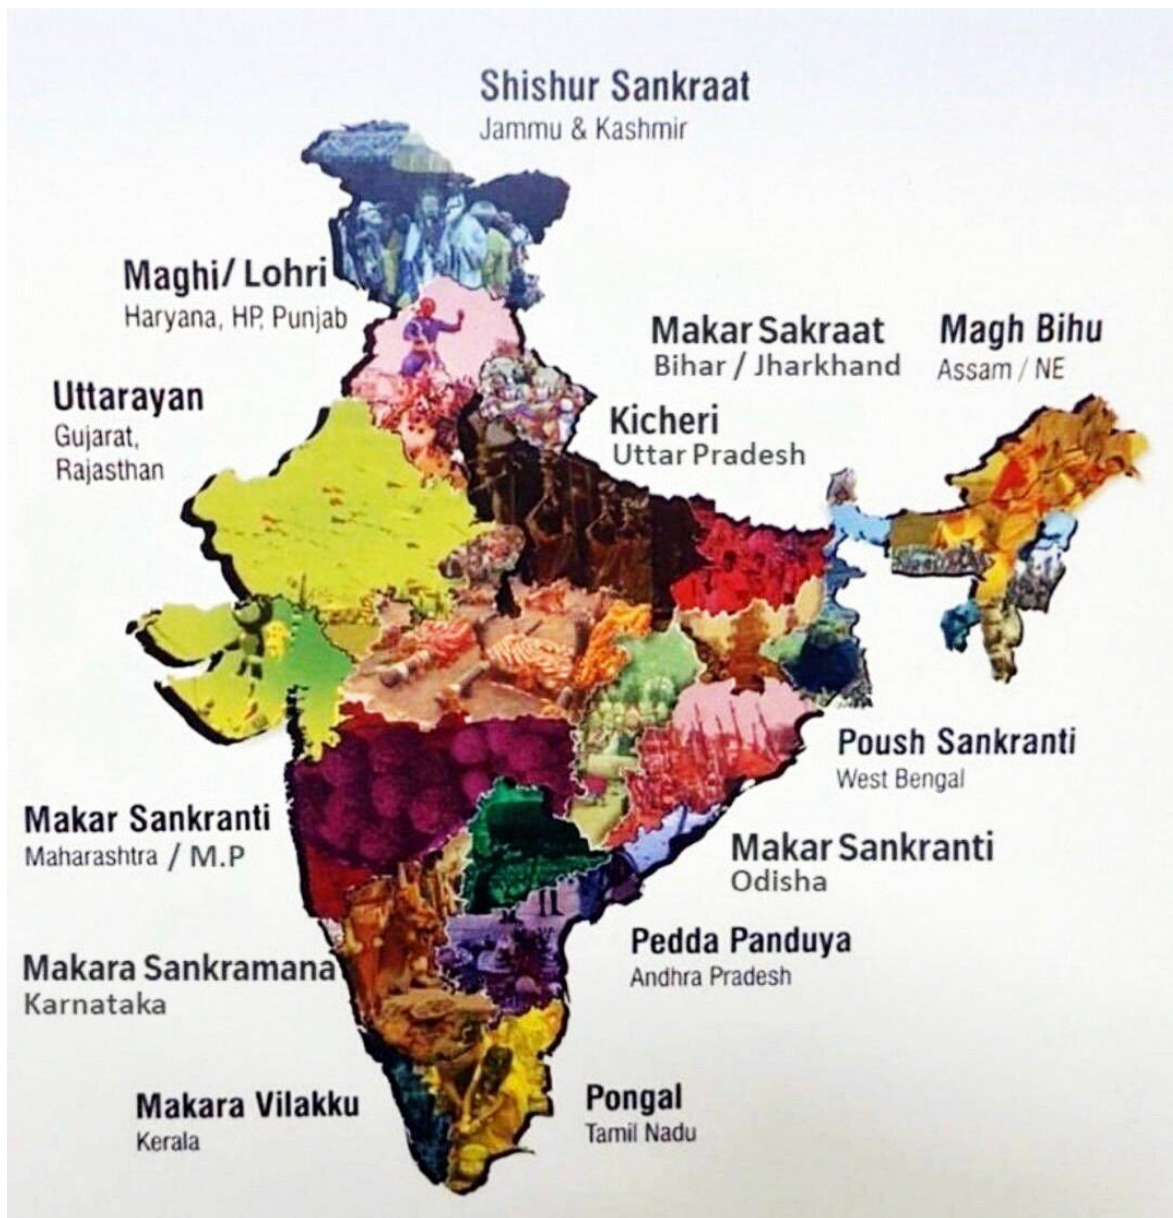 Shishur Sankraat
Jammu & Kashmir
Maghi/ Lohri
Haryana, HP, Punjab
Makar Sakraat
Bihar / Jharkhand
Magh Bihu
Assam / NE
Uttarayan
Gujarat,
Rajasthan
Kicheri
Uttar Pradesh
Poush Sankranti
West Bengal
Makar Sankranti
Maharashtra / M.P
Makar Sankranti
Odisha
Pedda Panduya
Andhra Pradesh
Makara Sankramana
Karnataka
Makara Vilakku
Kerala
Pongal
Tamil Nadu